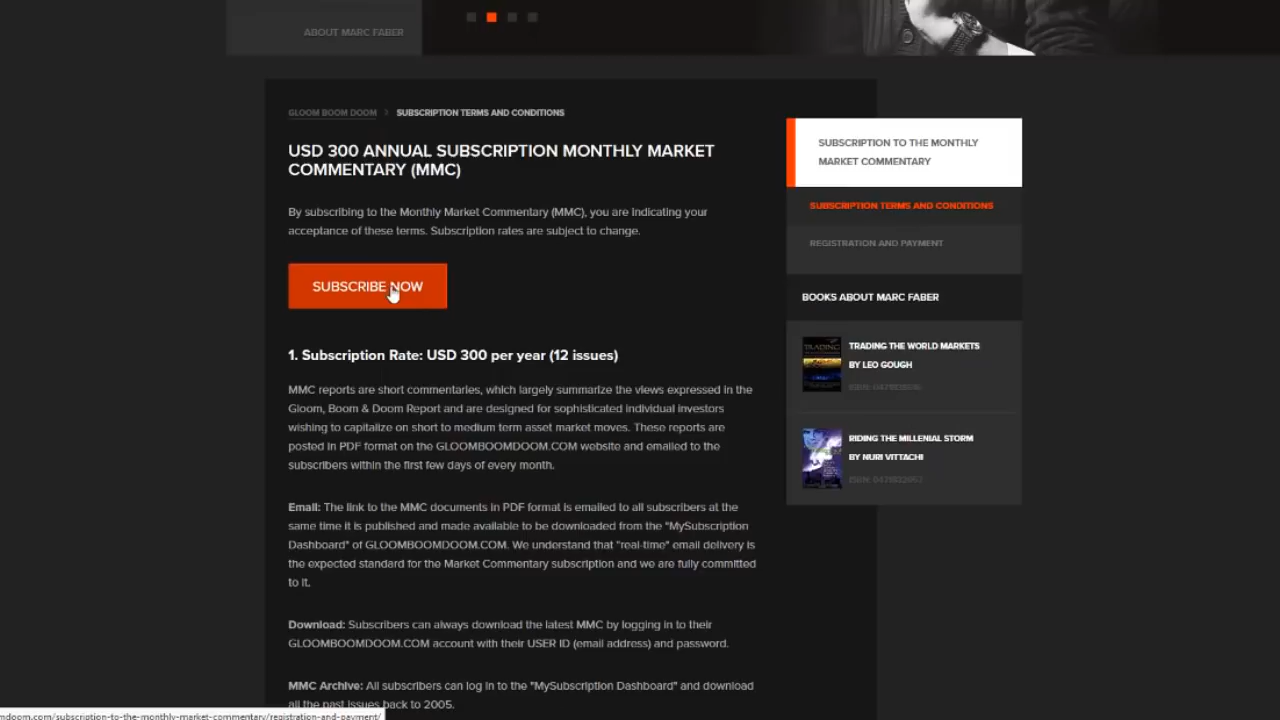 ABOUT MARC FABER
GLOOM BOOM DOOM > SUBSCRIPTION TERMS AND CONDITIONS
USD 300 ANNUAL SUBSCRIPTION MONTHLY MARKET
COMMENTARY (MMC)
By subscribing to the Monthly Market Commentary (MMC), you are indicating your
acceptance of these terms. Subscription rates are subject to change.
SUBSCRIBE NOW
1. Subscription Rate: USD 300 per year (12 issues)
MMC reports are short commentaries, which largely summarize the views expressed in the
Gloom, Boom & Doom Report and are designed for sophisticated individual investors
wishing to capitalize on short to medium term asset market moves. These reports are
posted in PDF format on the GLOOMBOOMDOOM.COM website and emailed to the
subscribers within the first few days of every month.
Email: The link to the MMC documents in PDF format is emailed to all subscribers at the
same time it is published and made available to be downloaded from the "MySubscription
Dashboard" of GLOOMBOOMDOOM.COM. We understand that "real-time" email delivery is
the expected standard for the Market Commentary subscription and we are fully committed
to it.
Download: Subscribers can always download the latest MMC by logging in to their
GLOOMBOOMDOOM.COM account with their USER ID (email address) and password.
MMC Archive: All subscribers can log in to the "MySubscription Dashboard" and download
all the past issues back to 2005.
SUBSCRIPTION TO THE MONTHLY
MARKET COMMENTARY
SUBSCRIPTION TERMS AND CONDITIONS
REGISTRATION AND PAYMENT
BOOKS ABOUT MARC FABER
TRADING THE WORLD MARKETS
BY LEO GOUGH
ISBN:
RIDING THE MILLENIAL STORM
BY NURI VITTACHI
ISBN:
mdoom.com/subscription-to-the-monthly-market-commentary/registration-and-payment/